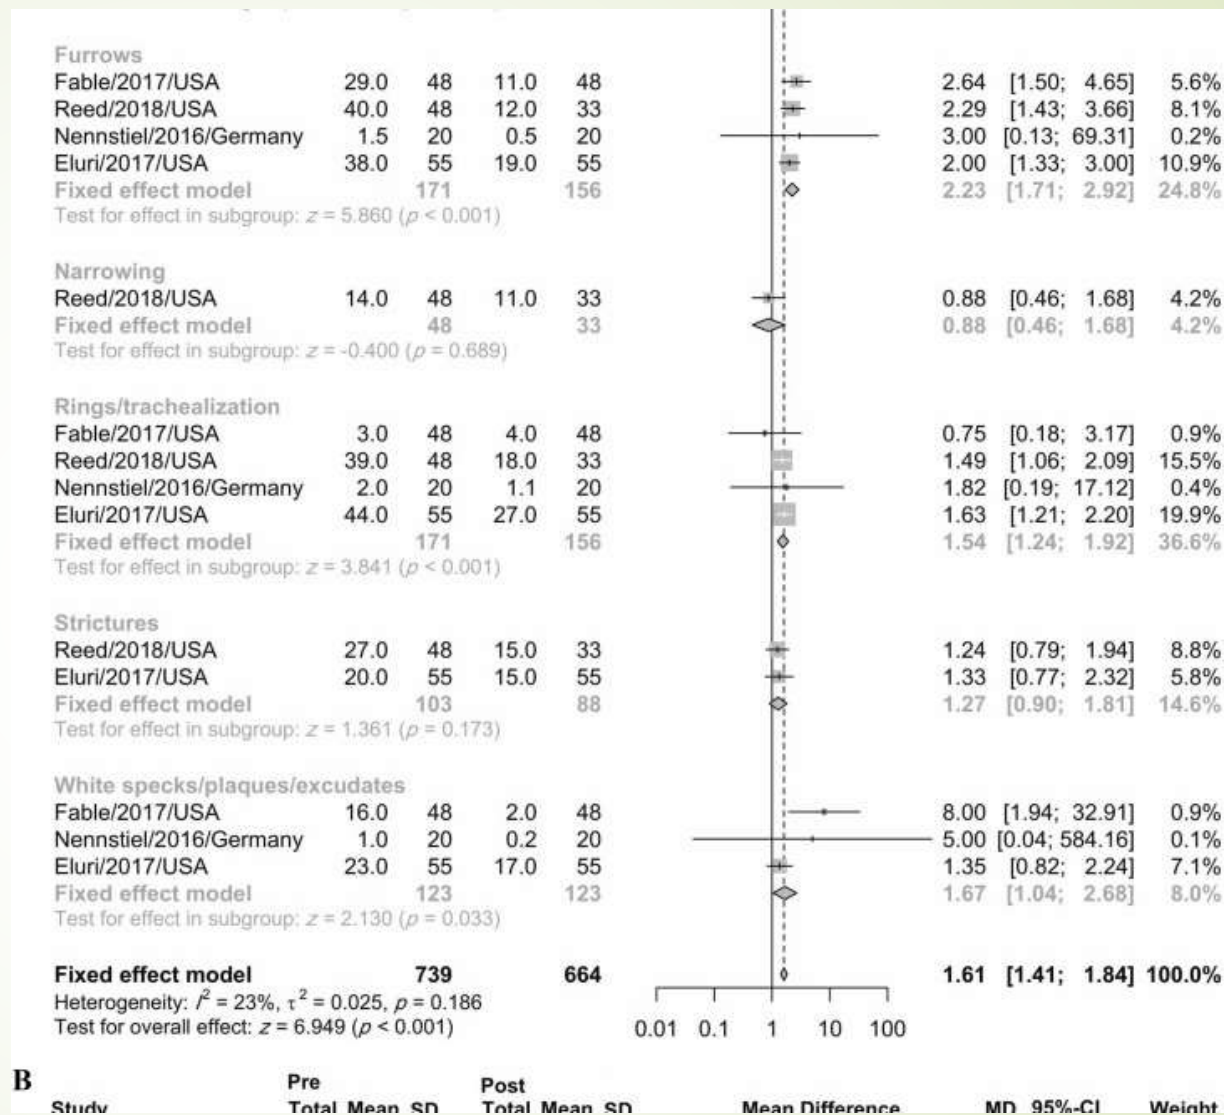 Furrows
Fable/2017/USA 29.0 48 11.0 48 2.64 [1.50; 4.65] 5.6%
Reed/2018/USA 40.0 48 12.0 33 2.29 [1.43; 3.66] 8.1%
Nennstiel/2016/Germany 1.5 20 0.5 20 3.00 [0.13; 69.31] 0.2%
Eluri/2017/USA 38.0 55 19.0 55 2.00 [1.33; 3.00] 10.9%
Fixed effect model 171 156 2.23 [1.71; 2.92] 24.8%
Test for effect in subgroup: z = 5.860 (p < 0.001)
Narrowing
Reed/2018/USA 14.0 48 11.0 33 0.88 [0.46; 1.68] 4.2%
Fixed effect model 48 33 0.88 [0.46; 1.68] 4.2%
Test for effect in subgroup: z = -0.400 (p = 0.689)
Rings/trachealization
Fable/2017/USA 3.0 48 4.0 48 0.75 [0.18; 3.17] 0.9%
Reed/2018/USA 39.0 48 18.0 33 1.49 [1.06; 2.09] 15.5%
Nennstiel/2016/Germany 2.0 20 1.1 20 1.82 [0.19; 17.12] 0.4%
Eluri/2017/USA 44.0 55 27.0 55 1.63 [1.21; 2.20] 19.9%
Fixed effect model 171 156 1.54 [1.24; 1.92] 36.6%
Test for effect in subgroup: z = 3.841 (p < 0.001)
Strictures
Reed/2018/USA 27.0 48 15.0 33 1.24 [0.79; 1.94] 8.8%
Eluri/2017/USA 20.0 55 15.0 55 1.33 [0.77; 2.32] 5.8%
Fixed effect model 103 88 1.27 [0.90; 1.81] 14.6%
Test for effect in subgroup: z = 1.361 (p = 0.173)
White specks/plaques/excudates
Fable/2017/USA 16.0 48 2.0 48 8.00 [1.94; 32.91] 0.9%
Nennstiel/2016/Germany 1.0 20 0.2 20 5.00 [0.04; 584.16] 0.1%
Eluri/2017/USA 23.0 55 17.0 55 1.35 [0.82; 2.24] 7.1%
Fixed effect model 123 123 1.67 [1.04; 2.68] 8.0%
Test for effect in subgroup: z = 2.130 (p = 0.033)
Fixed effect model 739 664 1.61 [1.41; 1.84] 100.0%
Heterogeneity: I² = 23%, τ² = 0.025, p = 0.186
Test for overall effect: z = 6.949 (p < 0.001)
0.01 0.1 1 10 100
B Pre Post
Study Total Mean SD Total Mean SD Mean Difference MD 95%-CI Weight